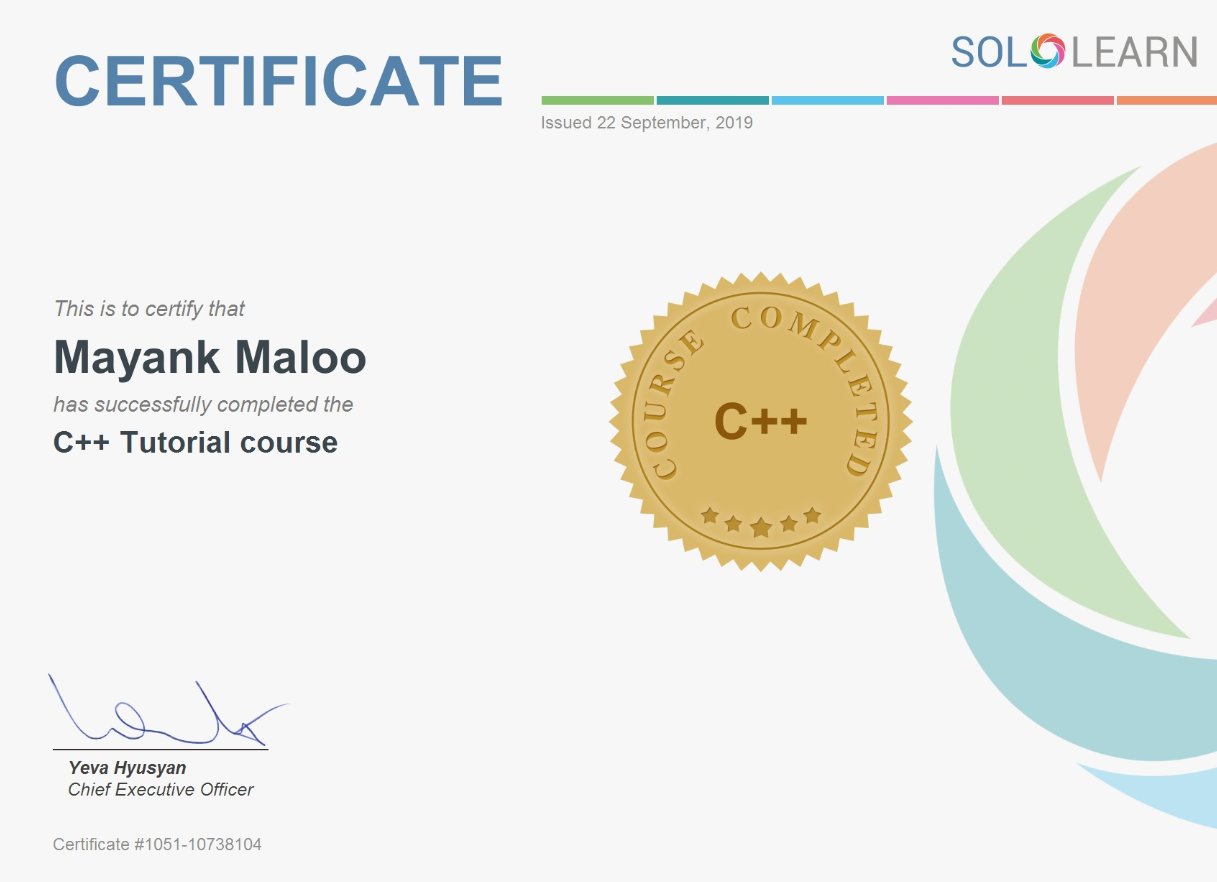 CERTIFICATE
SOLOLEARN
Issued 22 September, 2019
This is to certify that
Mayank Maloo
has successfully completed the
C++ Tutorial course
COURSE COMPLETED
C++
Yeva Hyusyan
Chief Executive Officer
Certificate #1051-10738104